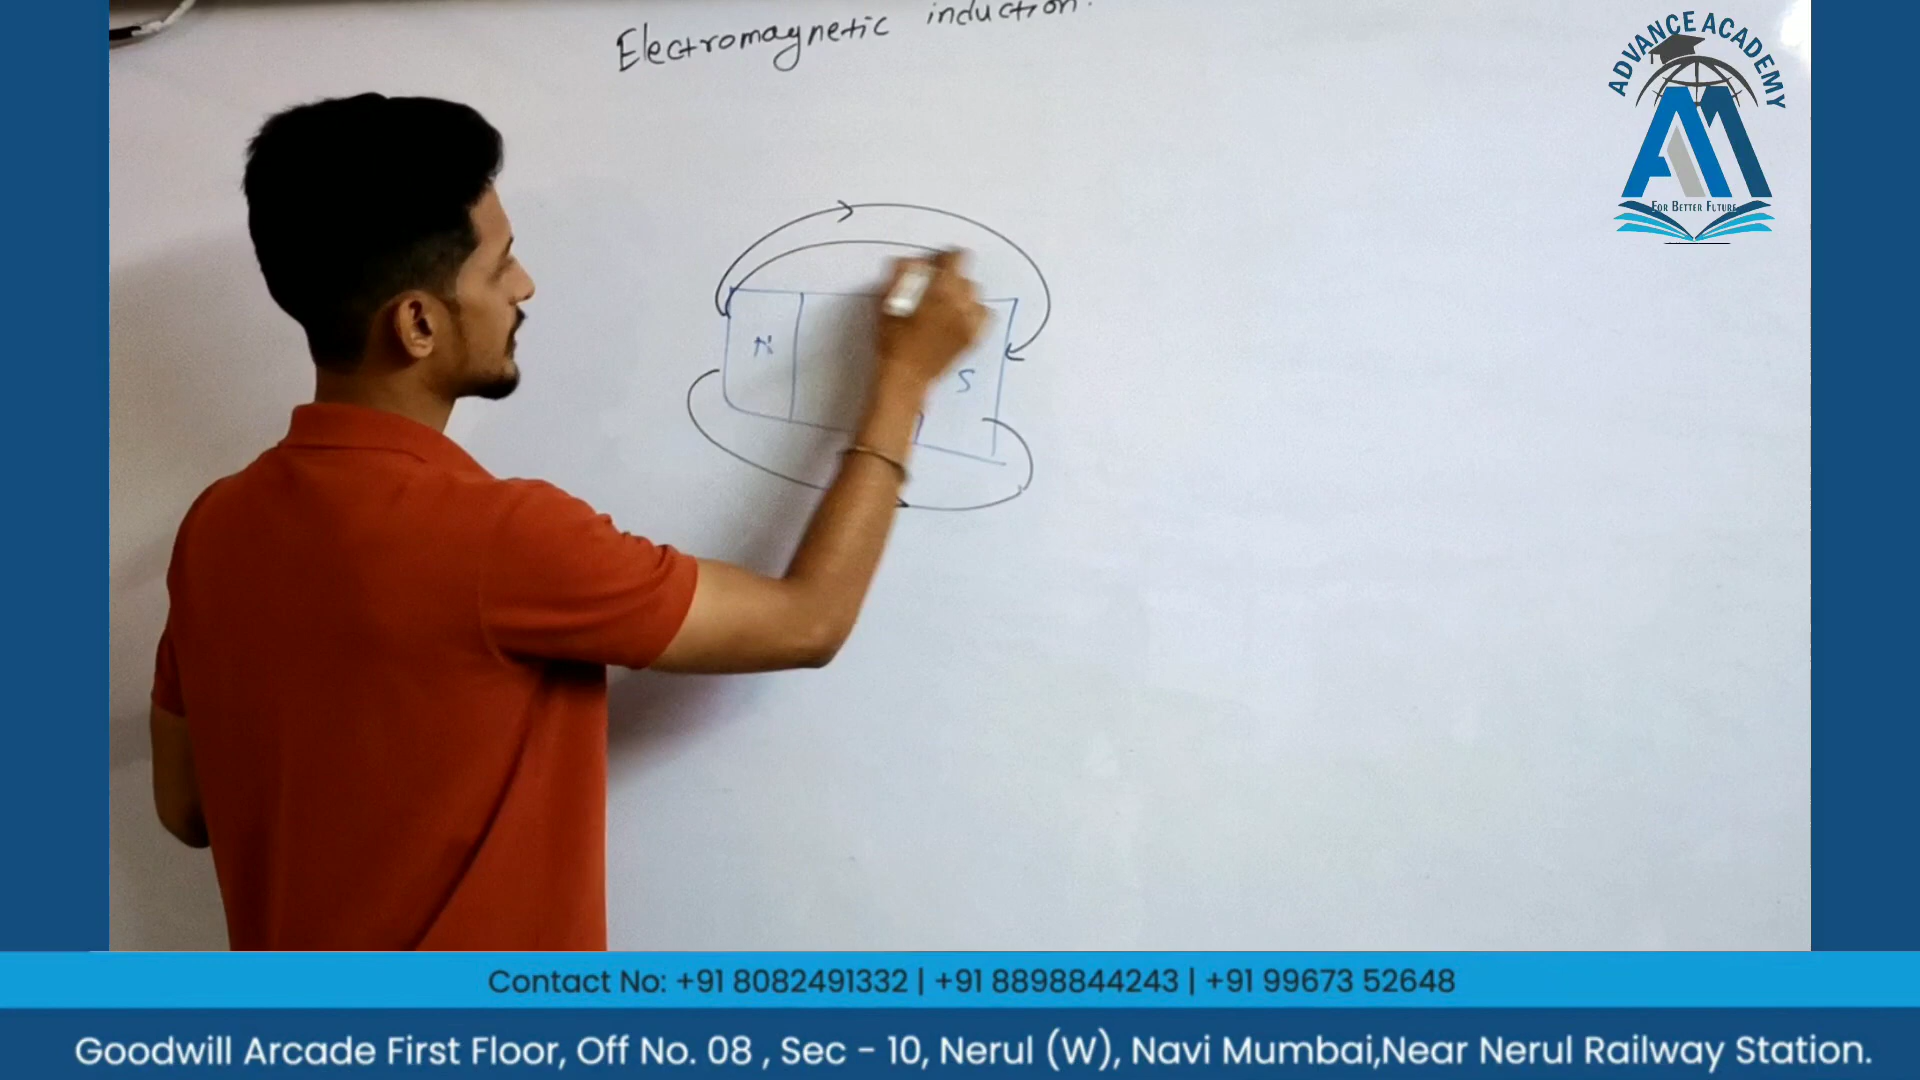 Electromagnetic induction.
ADVANCE ACADEMY
FOR BETTER FUTURE
N
S
Contact No: +91 8082491332 | +91 8898844243 | +91 99673 52648
Goodwill Arcade First Floor, Off No. 08 , Sec - 10, Nerul (W), Navi Mumbai,Near Nerul Railway Station.